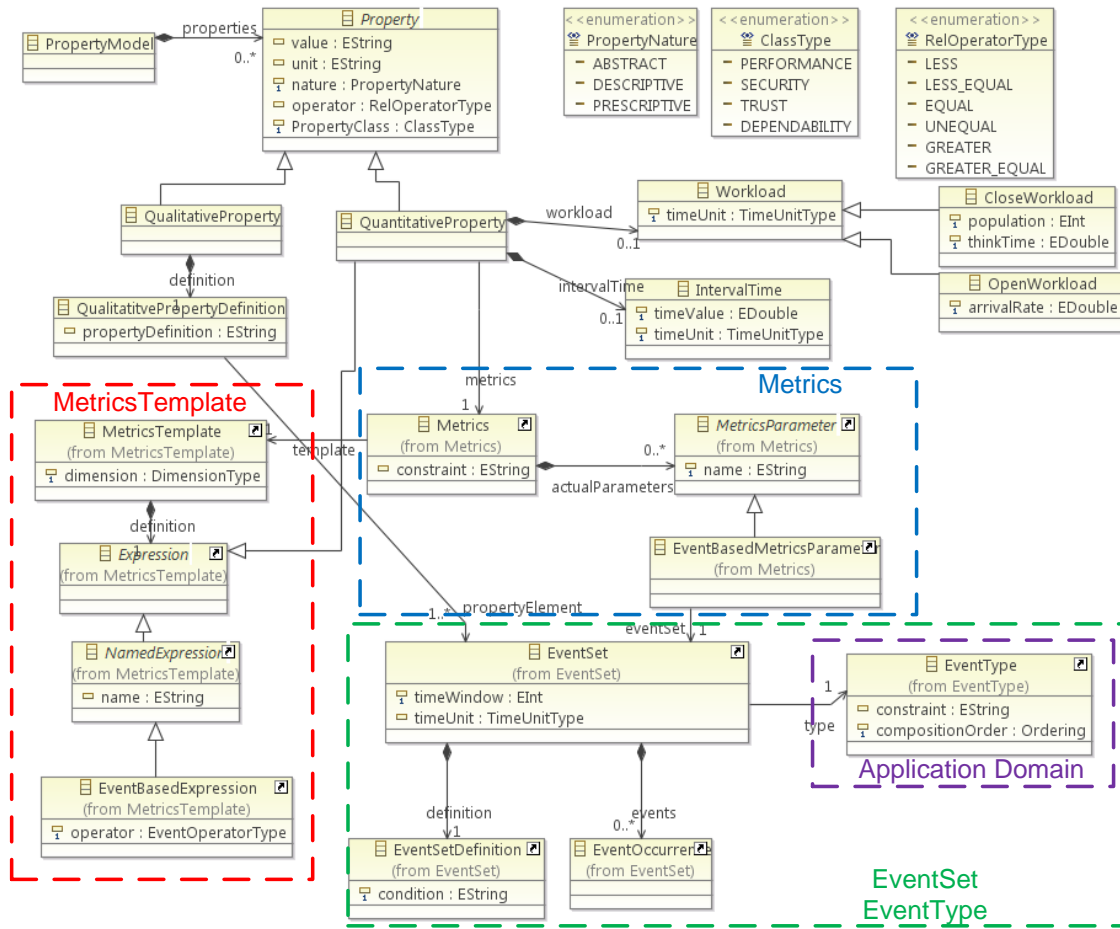 PropertyModel
properties
0..*
Property
value : EString
unit : EString
nature : PropertyNature
operator : RelOperatorType
PropertyClass : ClassType
<<enumeration>>
PropertyNature
ABSTRACT
DESCRIPTIVE
PRESCRIPTIVE
<<enumeration>>
ClassType
PERFORMANCE
SECURITY
TRUST
DEPENDABILITY
<<enumeration>>
RelOperatorType
LESS
LESS_EQUAL
EQUAL
UNEQUAL
GREATER
GREATER_EQUAL
QualitativeProperty
QuantitativeProperty
workload
0..1
Workload
timeUnit : TimeUnitType
CloseWorkload
population : EInt
thinkTime : EDouble
OpenWorkload
arrivalRate : EDouble
definition
1
QualitatitvePropertyDefinition
propertyDefinition : EString
intervalTime
0..1
IntervalTime
timeValue : EDouble
timeUnit : TimeUnitType
metrics
1
MetricsTemplate
MetricsTemplate
(from MetricsTemplate)
dimension : DimensionType
1
template
Metrics
Metrics
(from Metrics)
constraint : EString
0..*
actualParameters
MetricsParameter
(from Metrics)
name : EString
definition
1
Expression
(from MetricsTemplate)
EventBasedMetricsParameter
(from Metrics)
1..*
propertyElement
eventSet
1
NamedExpression
(from MetricsTemplate)
name : EString
EventSet
(from EventSet)
timeWindow : EInt
timeUnit : TimeUnitType
1
type
EventType
(from EventType)
constraint : EString
compositionOrder : Ordering
Application Domain
EventBasedExpression
(from MetricsTemplate)
operator : EventOperatorType
definition
1
events
0..*
EventSetDefinition
(from EventSet)
condition : EString
EventOccurrence
(from EventSet)
EventSet
EventType